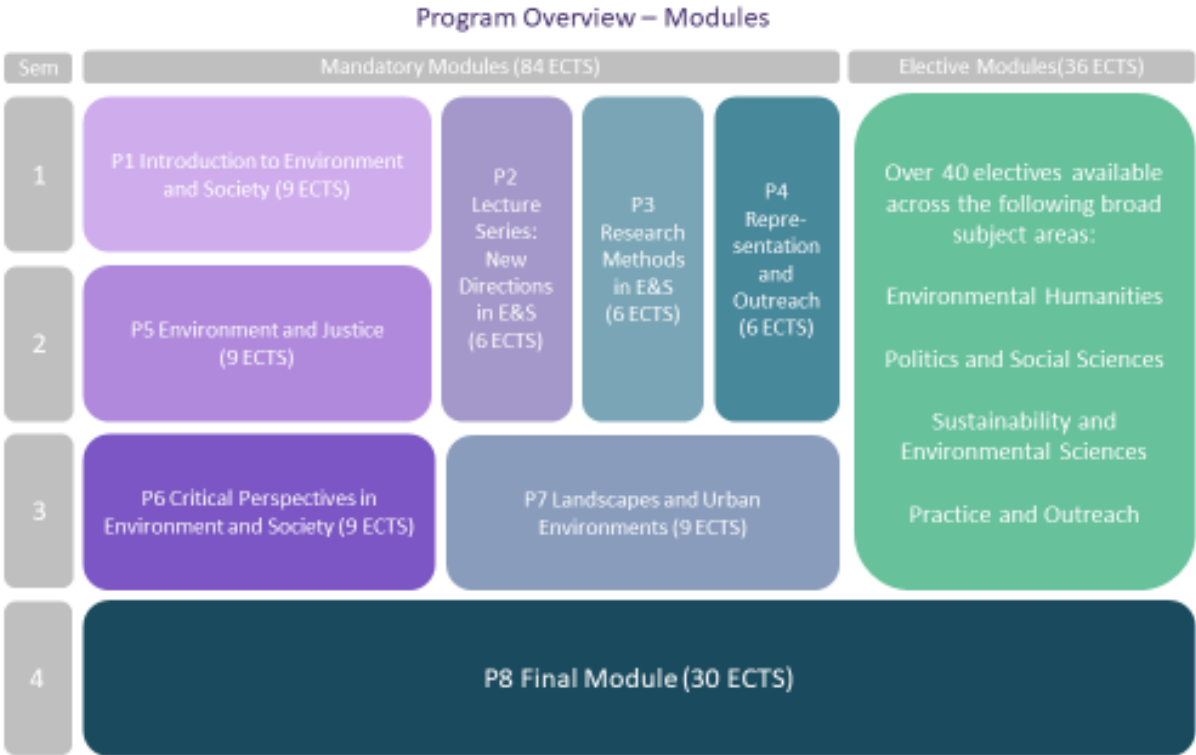 Program Overview – Modules
Sem
Mandatory Modules (84 ECTS)
Elective Modules(36 ECTS)
1
P1 Introduction to Environment
and Society (9 ECTS)
P2
Lecture
Series:
New
Directions
in E&S
(6 ECTS)
P3
Research
Methods
in E&S
(6 ECTS)
P4
Repre-
sentation
and
Outreach
(6 ECTS)
Over 40 electives available
across the following broad
subject areas:
Environmental Humanities
Politics and Social Sciences
Sustainability and
Environmental Sciences
Practice and Outreach
2
P5 Environment and Justice
(9 ECTS)
3
P6 Critical Perspectives in
Environment and Society (9 ECTS)
P7 Landscapes and Urban
Environments (9 ECTS)
4
P8 Final Module (30 ECTS)